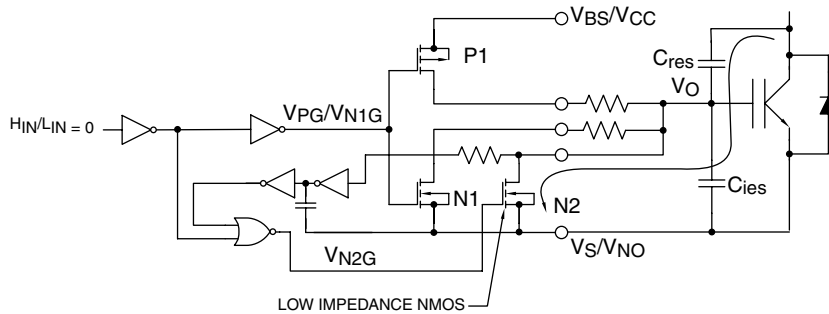 VBS/VCC
P1
Cres
VO
HIN/LIN = 0
VPG/VN1G
N1
N2
Cies
VN2G
VS/VNO
LOW IMPEDANCE NMOS